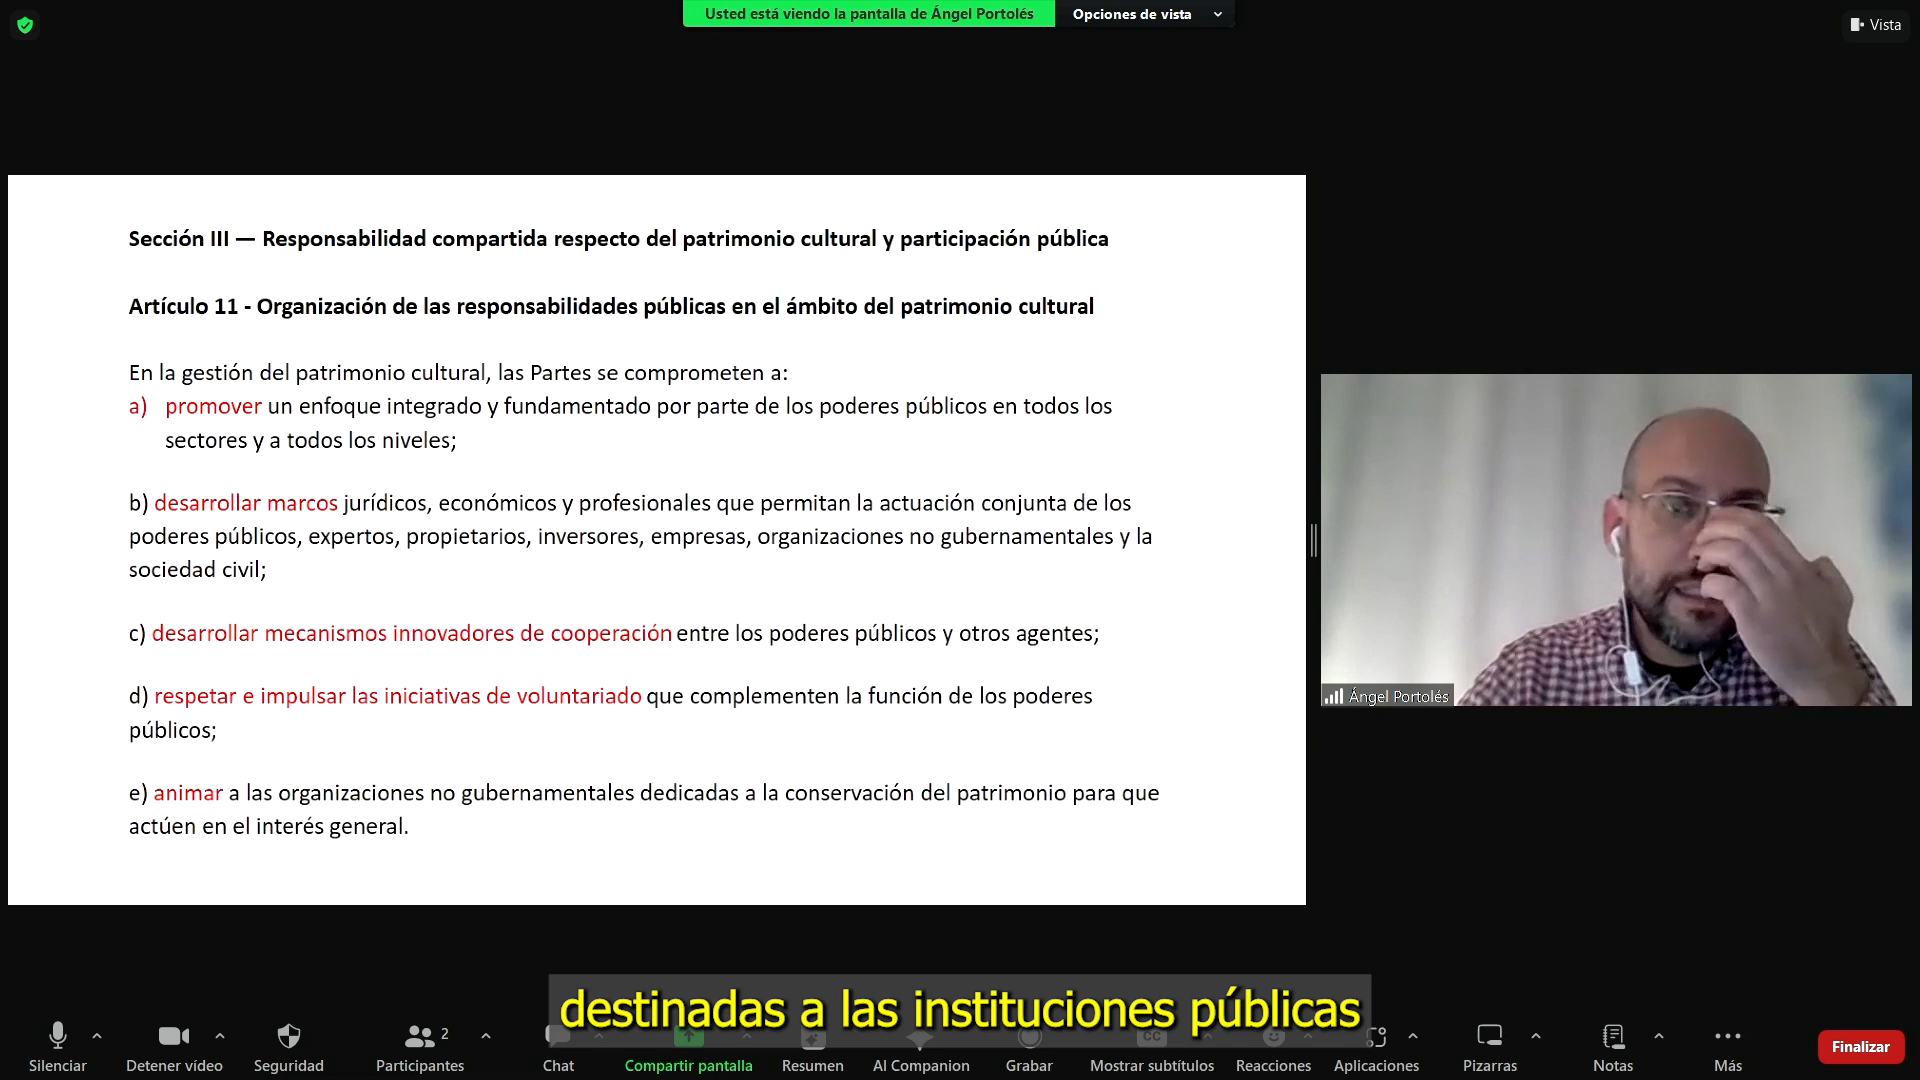 Usted está viendo la pantalla de Ángel Portolés
Opciones de vista
Vista
Sección III — Responsabilidad compartida respecto del patrimonio cultural y participación pública
Artículo 11 - Organización de las responsabilidades públicas en el ámbito del patrimonio cultural
En la gestión del patrimonio cultural, las Partes se comprometen a:
a) promover un enfoque integrado y fundamentado por parte de los poderes públicos en todos los
sectores y a todos los niveles;
b) desarrollar marcos jurídicos, económicos y profesionales que permitan la actuación conjunta de los
poderes públicos, expertos, propietarios, inversores, empresas, organizaciones no gubernamentales y la
sociedad civil;
c) desarrollar mecanismos innovadores de cooperación entre los poderes públicos y otros agentes;
d) respetar e impulsar las iniciativas de voluntariado que complementen la función de los poderes
públicos;
e) animar a las organizaciones no gubernamentales dedicadas a la conservación del patrimonio para que
actúen en el interés general.
Ángel Portolés
destinadas a las instituciones públicas
2
CC
Silenciar
Detener vídeo
Seguridad
Participantes
Chat
Compartir pantalla
Resumen
AI Companion
Grabar
Mostrar subtítulos
Reacciones
Aplicaciones
Pizarras
Notas
Más
Finalizar